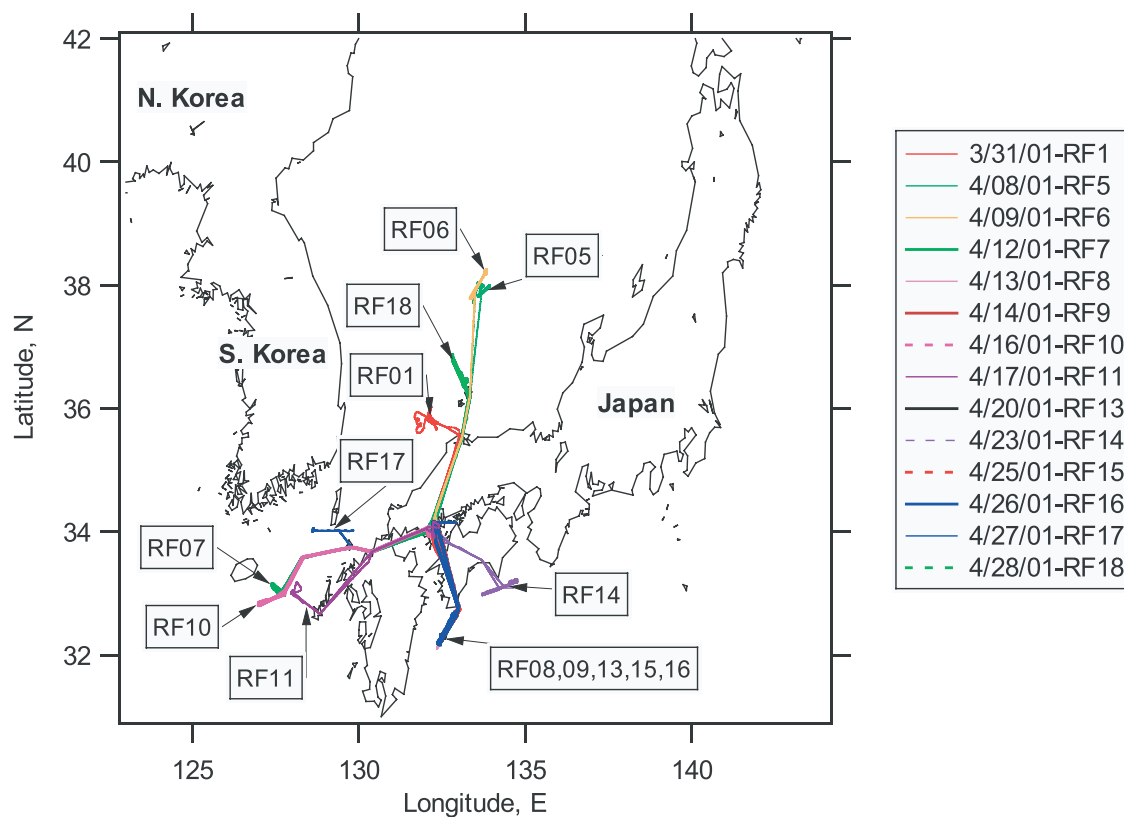 42
40
38
36
34
32
125
130
135
140
Latitude, N
Longitude, E
N. Korea
S. Korea
Japan
RF06
RF05
RF18
RF01
RF17
RF07
RF10
RF11
RF14
RF08,09,13,15,16
3/31/01-RF1
4/08/01-RF5
4/09/01-RF6
4/12/01-RF7
4/13/01-RF8
4/14/01-RF9
4/16/01-RF10
4/17/01-RF11
4/20/01-RF13
4/23/01-RF14
4/25/01-RF15
4/26/01-RF16
4/27/01-RF17
4/28/01-RF18